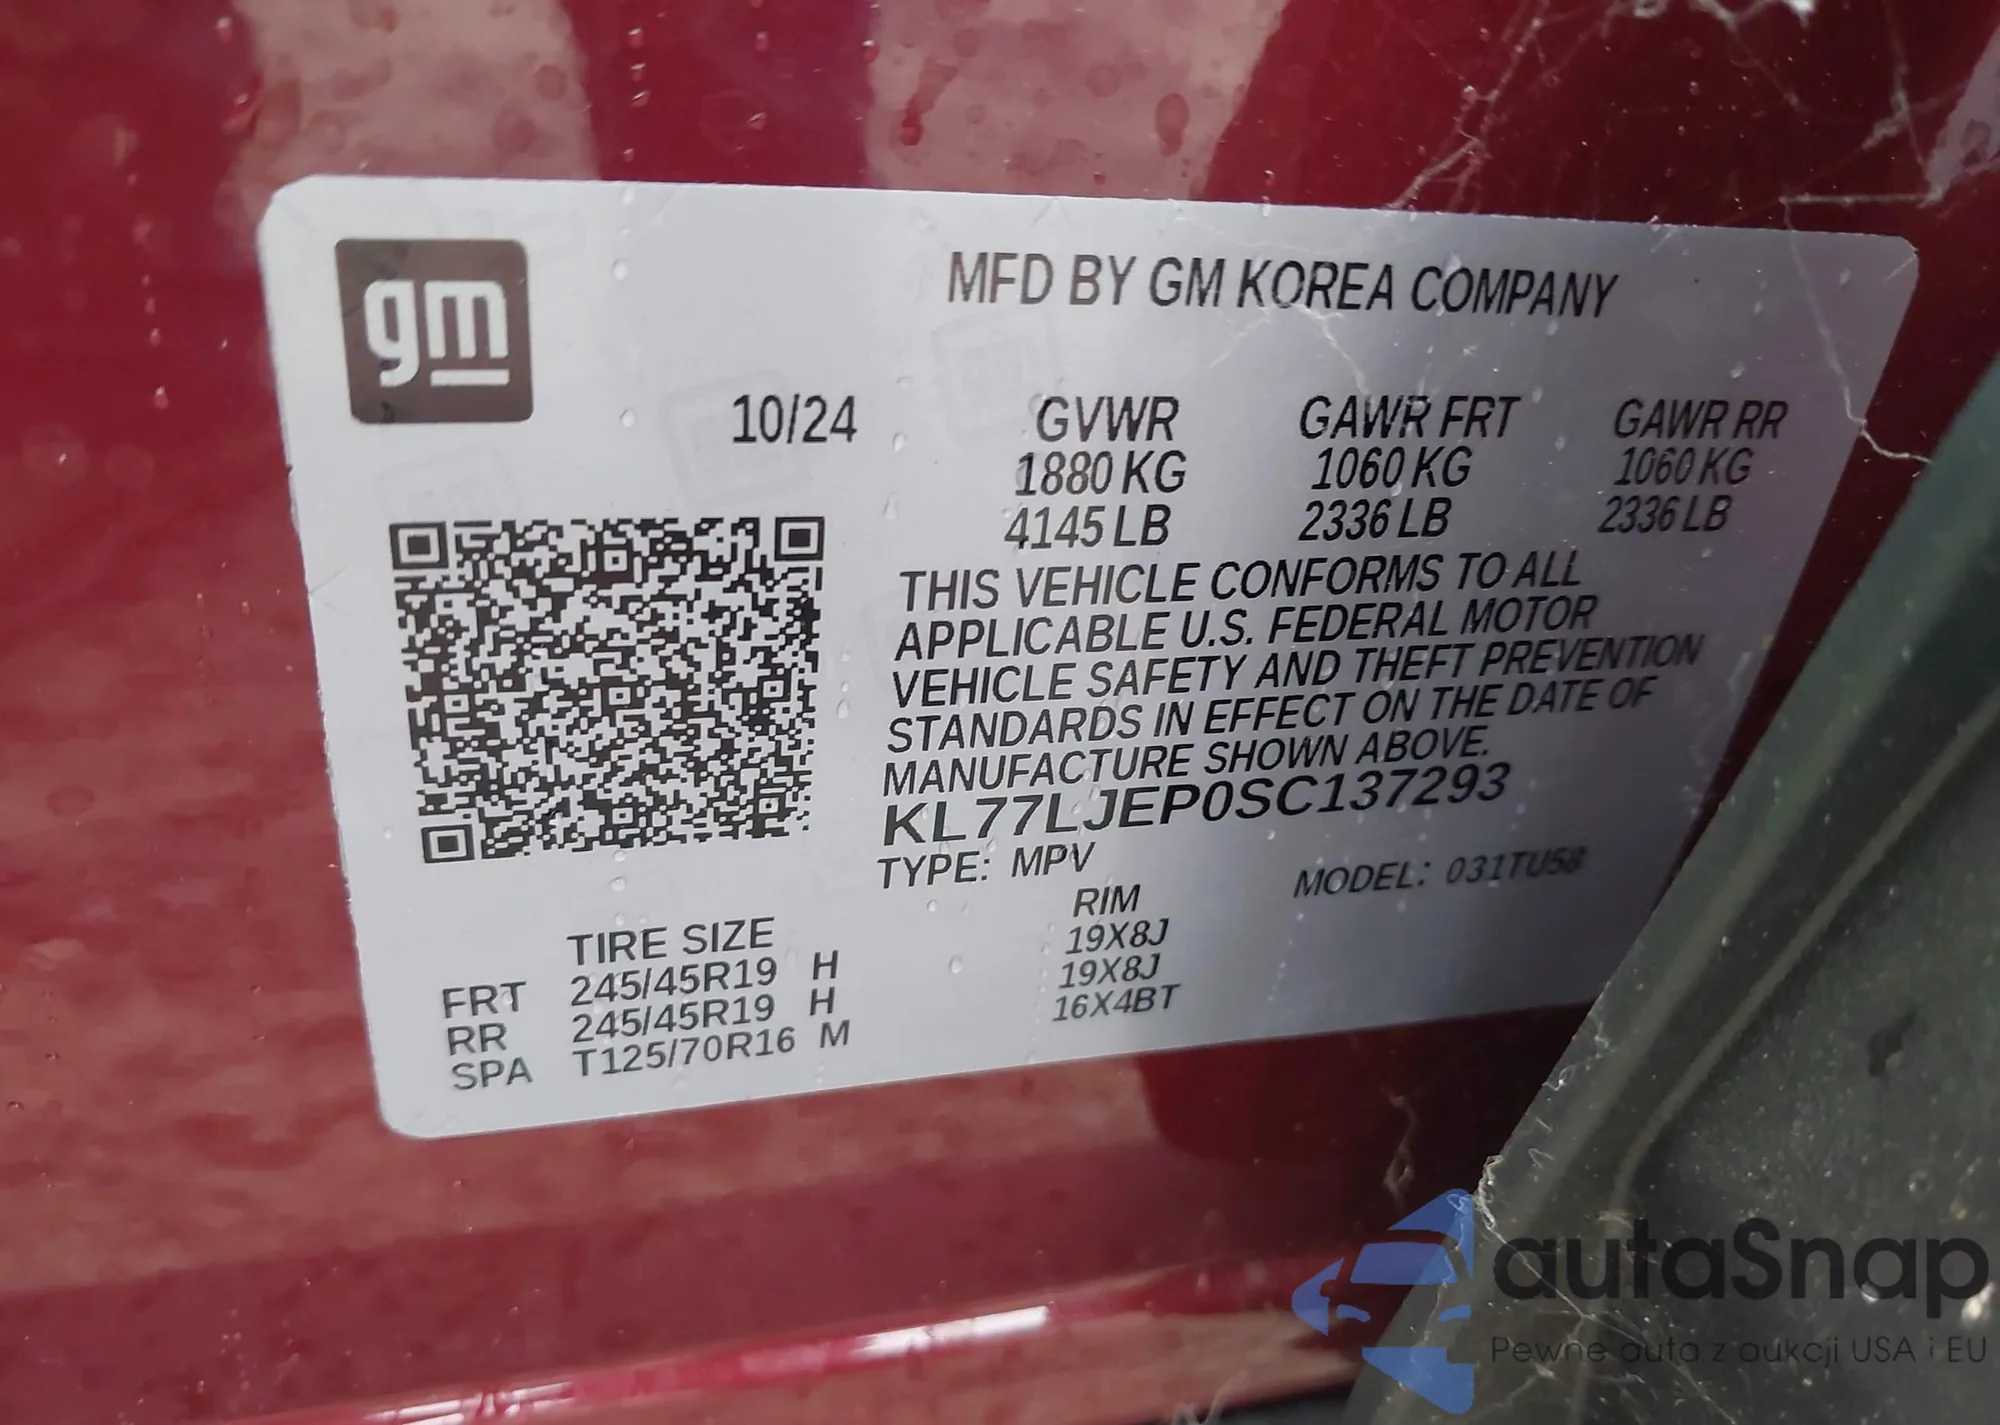 gm
MFD BY GM KOREA COMPANY
10/24 GVWR GAWR FRT GAWR RR
1880 KG 1060 KG 1060 KG
4145 LB 2336 LB 2336 LB
THIS VEHICLE CONFORMS TO ALL
APPLICABLE U.S. FEDERAL MOTOR
VEHICLE SAFETY AND THEFT PREVENTION
STANDARDS IN EFFECT ON THE DATE OF
MANUFACTURE SHOWN ABOVE.
KL77LJEP0SC137293
TYPE: MPV MODEL: 031TU58
TIRE SIZE RIM
FRT 245/45R19 H 19X8J
RR 245/45R19 H 19X8J
SPA T125/70R16 M 16X4BT
autaSnap
Pewne auta z aukcji USA i EU